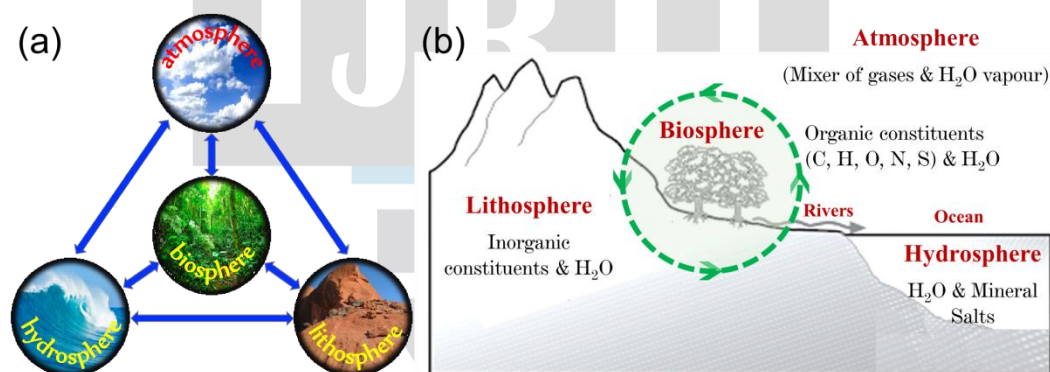 (a)
atmosphere
biosphere
hydrosphere
lithosphere
(b)
Atmosphere
(Mixer of gases & H₂O vapour)
Biosphere
Organic constituents
(C, H, O, N, S) & H₂O
Lithosphere
Inorganic
constituents & H₂O
Rivers
Ocean
Hydrosphere
H₂O & Mineral
Salts